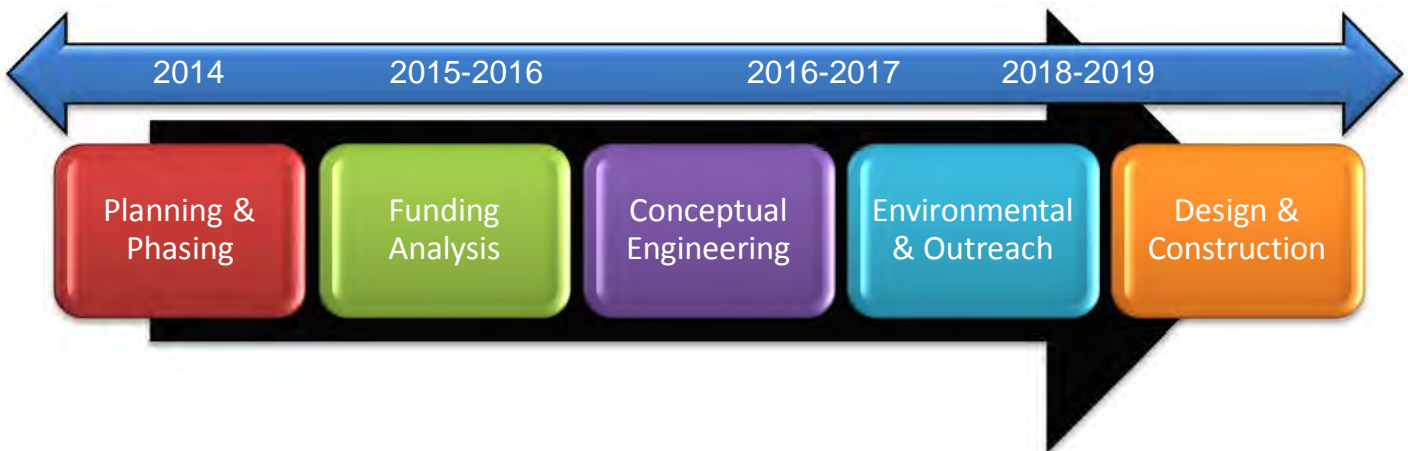 2014 2015-2016 2016-2017 2018-2019
Planning &
Phasing
Funding
Analysis
Conceptual
Engineering
Environmental
& Outreach
Design &
Construction